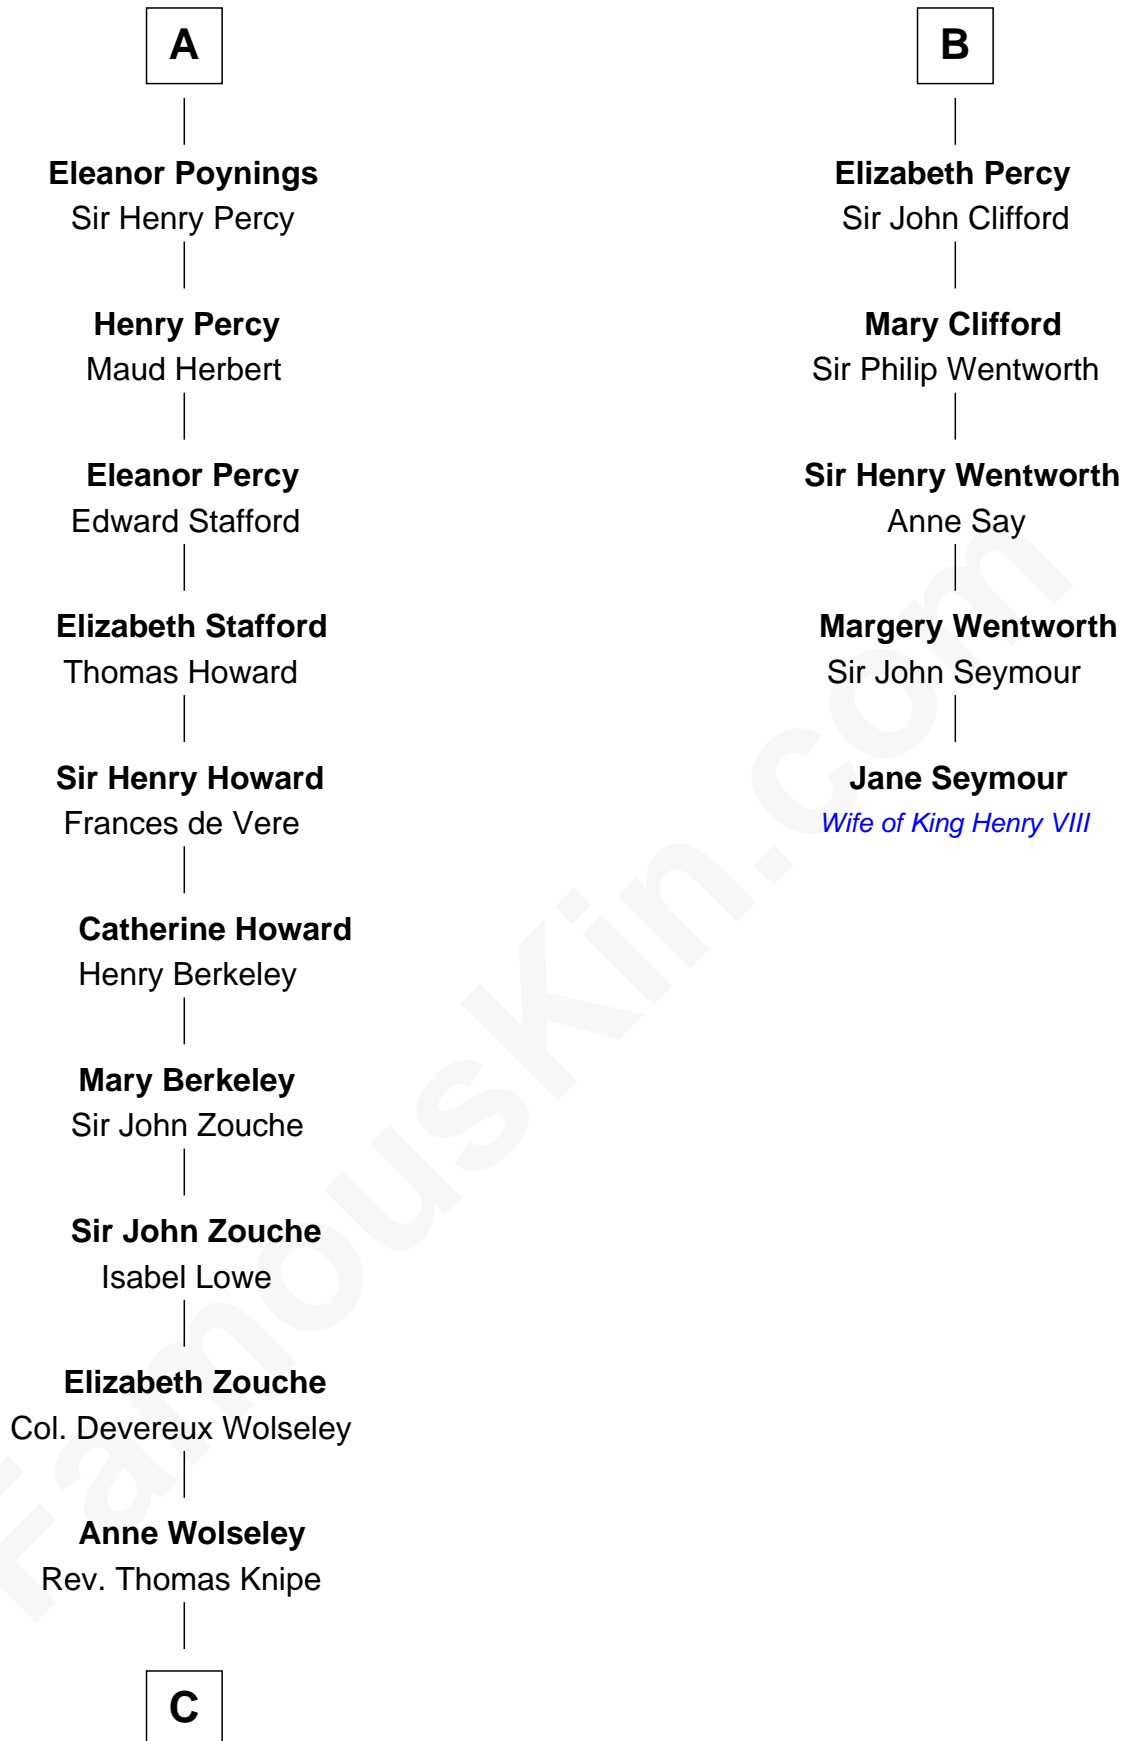 A
Eleanor Poynings
Sir Henry Percy
Henry Percy
Maud Herbert
Eleanor Percy
Edward Stafford
Elizabeth Stafford
Thomas Howard
Sir Henry Howard
Frances de Vere
Catherine Howard
Henry Berkeley
Mary Berkeley
Sir John Zouche
Sir John Zouche
Isabel Lowe
Elizabeth Zouche
Col. Devereux Wolseley
Anne Wolseley
Rev. Thomas Knipe
C
B
Elizabeth Percy
Sir John Clifford
Mary Clifford
Sir Philip Wentworth
Sir Henry Wentworth
Anne Say
Margery Wentworth
Sir John Seymour
Jane Seymour
Wife of King Henry VIII
FamousKin.com